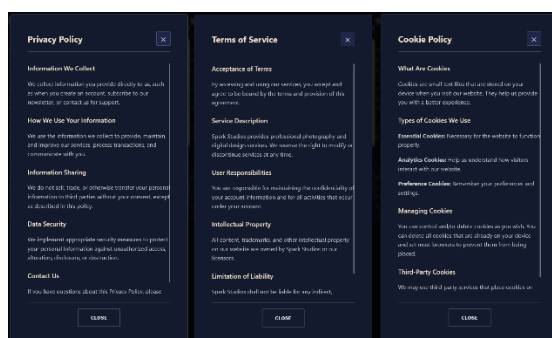 Privacy Policy
×
Information We Collect
We collect information you provide directly to us, such
as when you create an account, subscribe to our
newsletter, or contact us for support.
How We Use Your Information
We use the information we collect to provide, maintain,
and improve our services, process transactions, and
communicate with you.
Information Sharing
We do not sell, trade, or otherwise transfer your personal
information to third parties without your consent, except
as described in this policy.
Data Security
We implement appropriate security measures to protect
your personal information against unauthorized access,
alteration, disclosure, or destruction.
Contact Us
If you have questions about this Privacy Policy, please
CLOSE
Terms of Service
×
Acceptance of Terms
By accessing and using our services, you accept and
agree to be bound by the terms and provision of this
agreement.
Service Description
Spark Studios provides professional photography and
digital design services. We reserve the right to modify or
discontinue services at any time.
User Responsibilities
You are responsible for maintaining the confidentiality of
your account information and for all activities that occur
under your account.
Intellectual Property
All content, trademarks, and other intellectual property
on our website are owned by Spark Studios or our
licensors.
Limitation of Liability
Spark Studios shall not be liable for any indirect,
CLOSE
Cookie Policy
×
What Are Cookies
Cookies are small text files that are stored on your
device when you visit our website. They help us provide
you with a better experience.
Types of Cookies We Use
Essential Cookies: Necessary for the website to function
properly.
Analytics Cookies: Help us understand how visitors
interact with our website.
Preference Cookies: Remember your preferences and
settings.
Managing Cookies
You can control and/or delete cookies as you wish. You
can delete all cookies that are already on your device
and set most browsers to prevent them from being
placed.
Third-Party Cookies
We may use third-party services that place cookies on
CLOSE